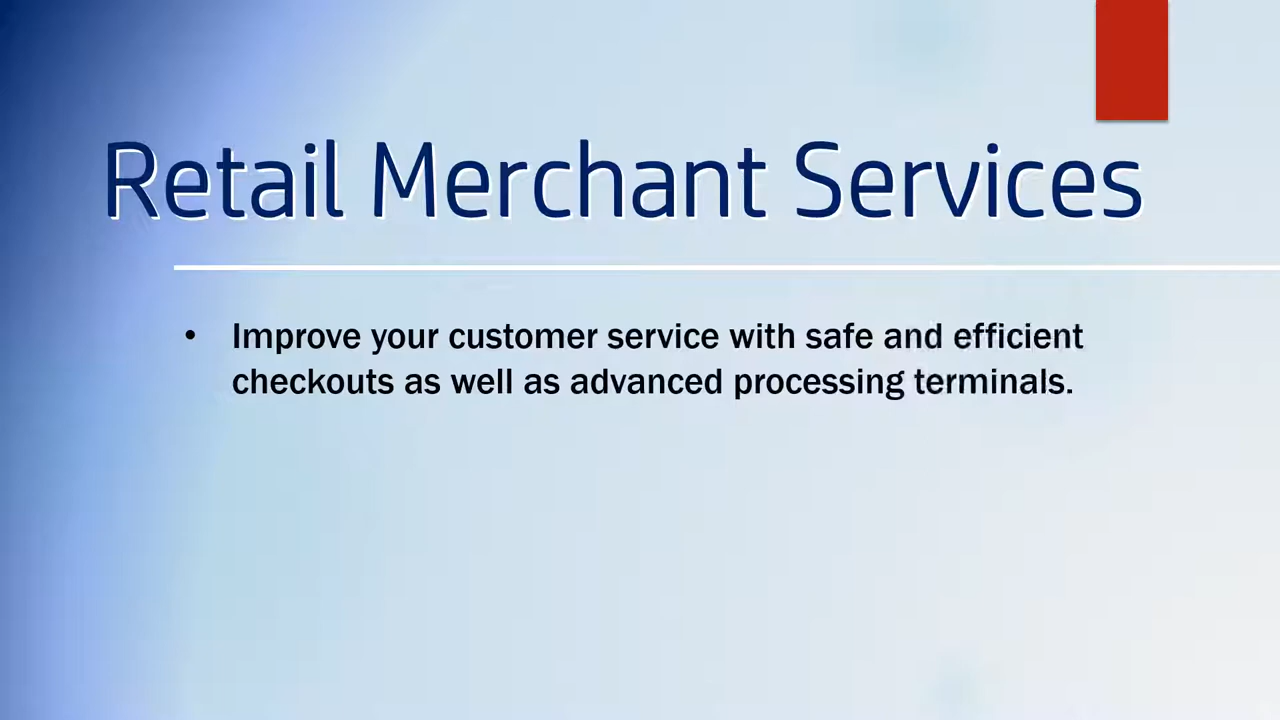 Retail Merchant Services
• Improve your customer service with safe and efficient
checkouts as well as advanced processing terminals.